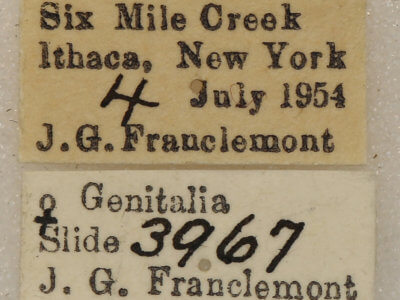 Six Mile Creek
Ithaca, New York
4 July 1954
J.G. Franclemont
♀ Genitalia
Slide 3967
J. G. Franclemont